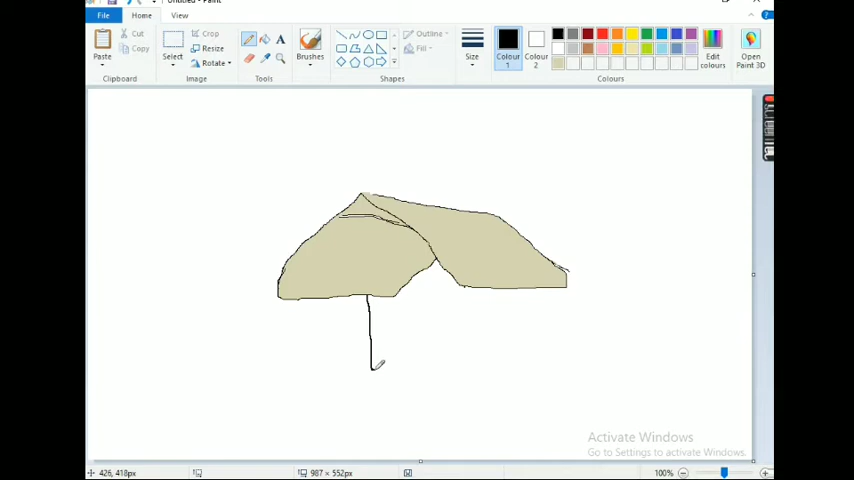 Untitled - Paint
File
Home
View
Paste
Cut
Copy
Clipboard
Select
Crop
Resize
Rotate
Image
Tools
Brushes
Shapes
Outline
Fill
Size
Colour 1
Colour 2
Colours
Edit colours
Open Paint 3D
Activate Windows
Go to Settings to activate Windows.
426, 418px
987 × 552px
100%